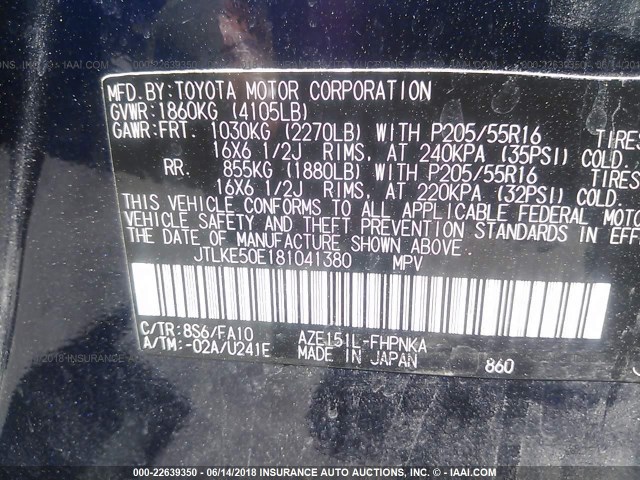 MFD.BY:TOYOTA MOTOR CORPORATION
GVWR:1860KG (4105LB)
GAWR:FRT. 1030KG (2270LB) WITH P205/55R16 TIRES
16X6 1/2J RIMS, AT 240KPA (35PSI) COLD.
RR. 855KG (1880LB) WITH P205/55R16 TIRES
16X6 1/2J RIMS, AT 220KPA (32PSI) COLD.
THIS VEHICLE CONFORMS TO ALL APPLICABLE FEDERAL MOTO
VEHICLE SAFETY AND THEFT PREVENTION STANDARDS IN EFFE
THE DATE OF MANUFACTURE SHOWN ABOVE.
JTLKE50E181041380 MPV
C/TR:8S6/FA10 AZE151L-FHPNKA
A/TM:-02A/U241E MADE IN JAPAN 860
000-22639350 - 06/14/2018 INSURANCE AUTO AUCTIONS, INC. - © IAAI.COM